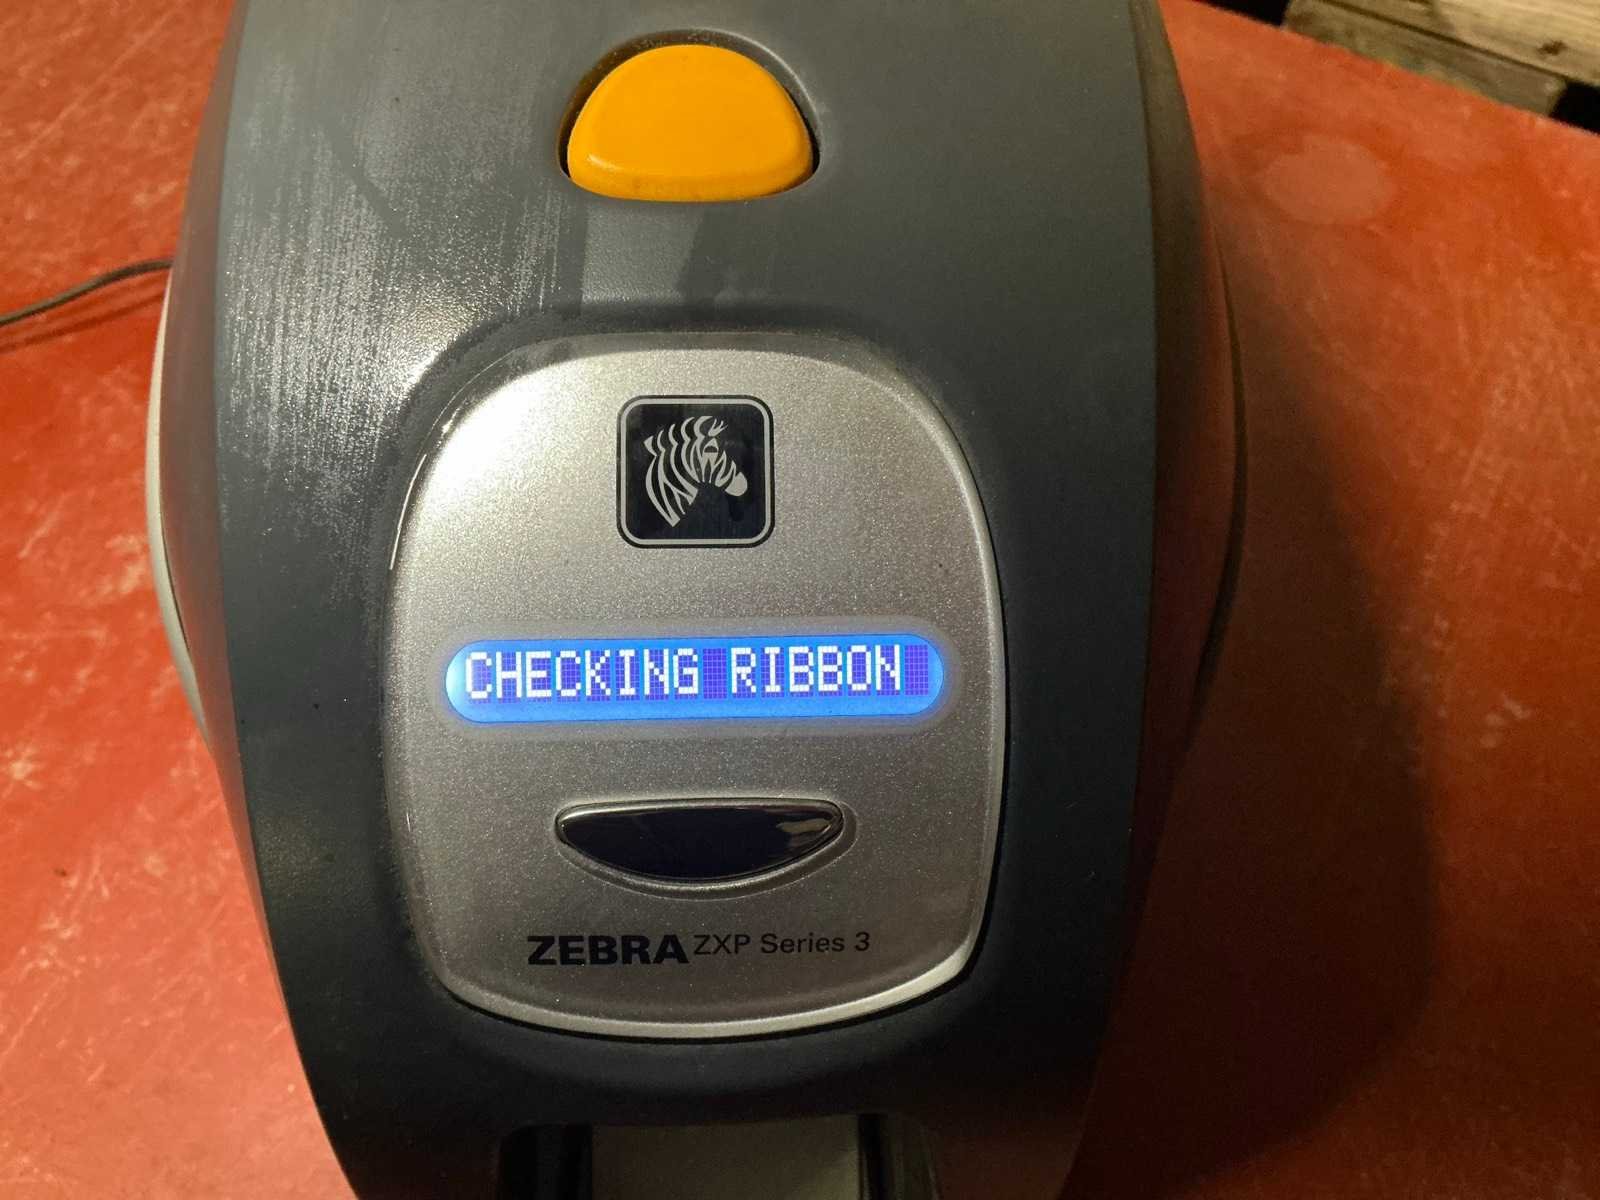 CHECKING RIBBON
ZEBRA ZXP Series 3